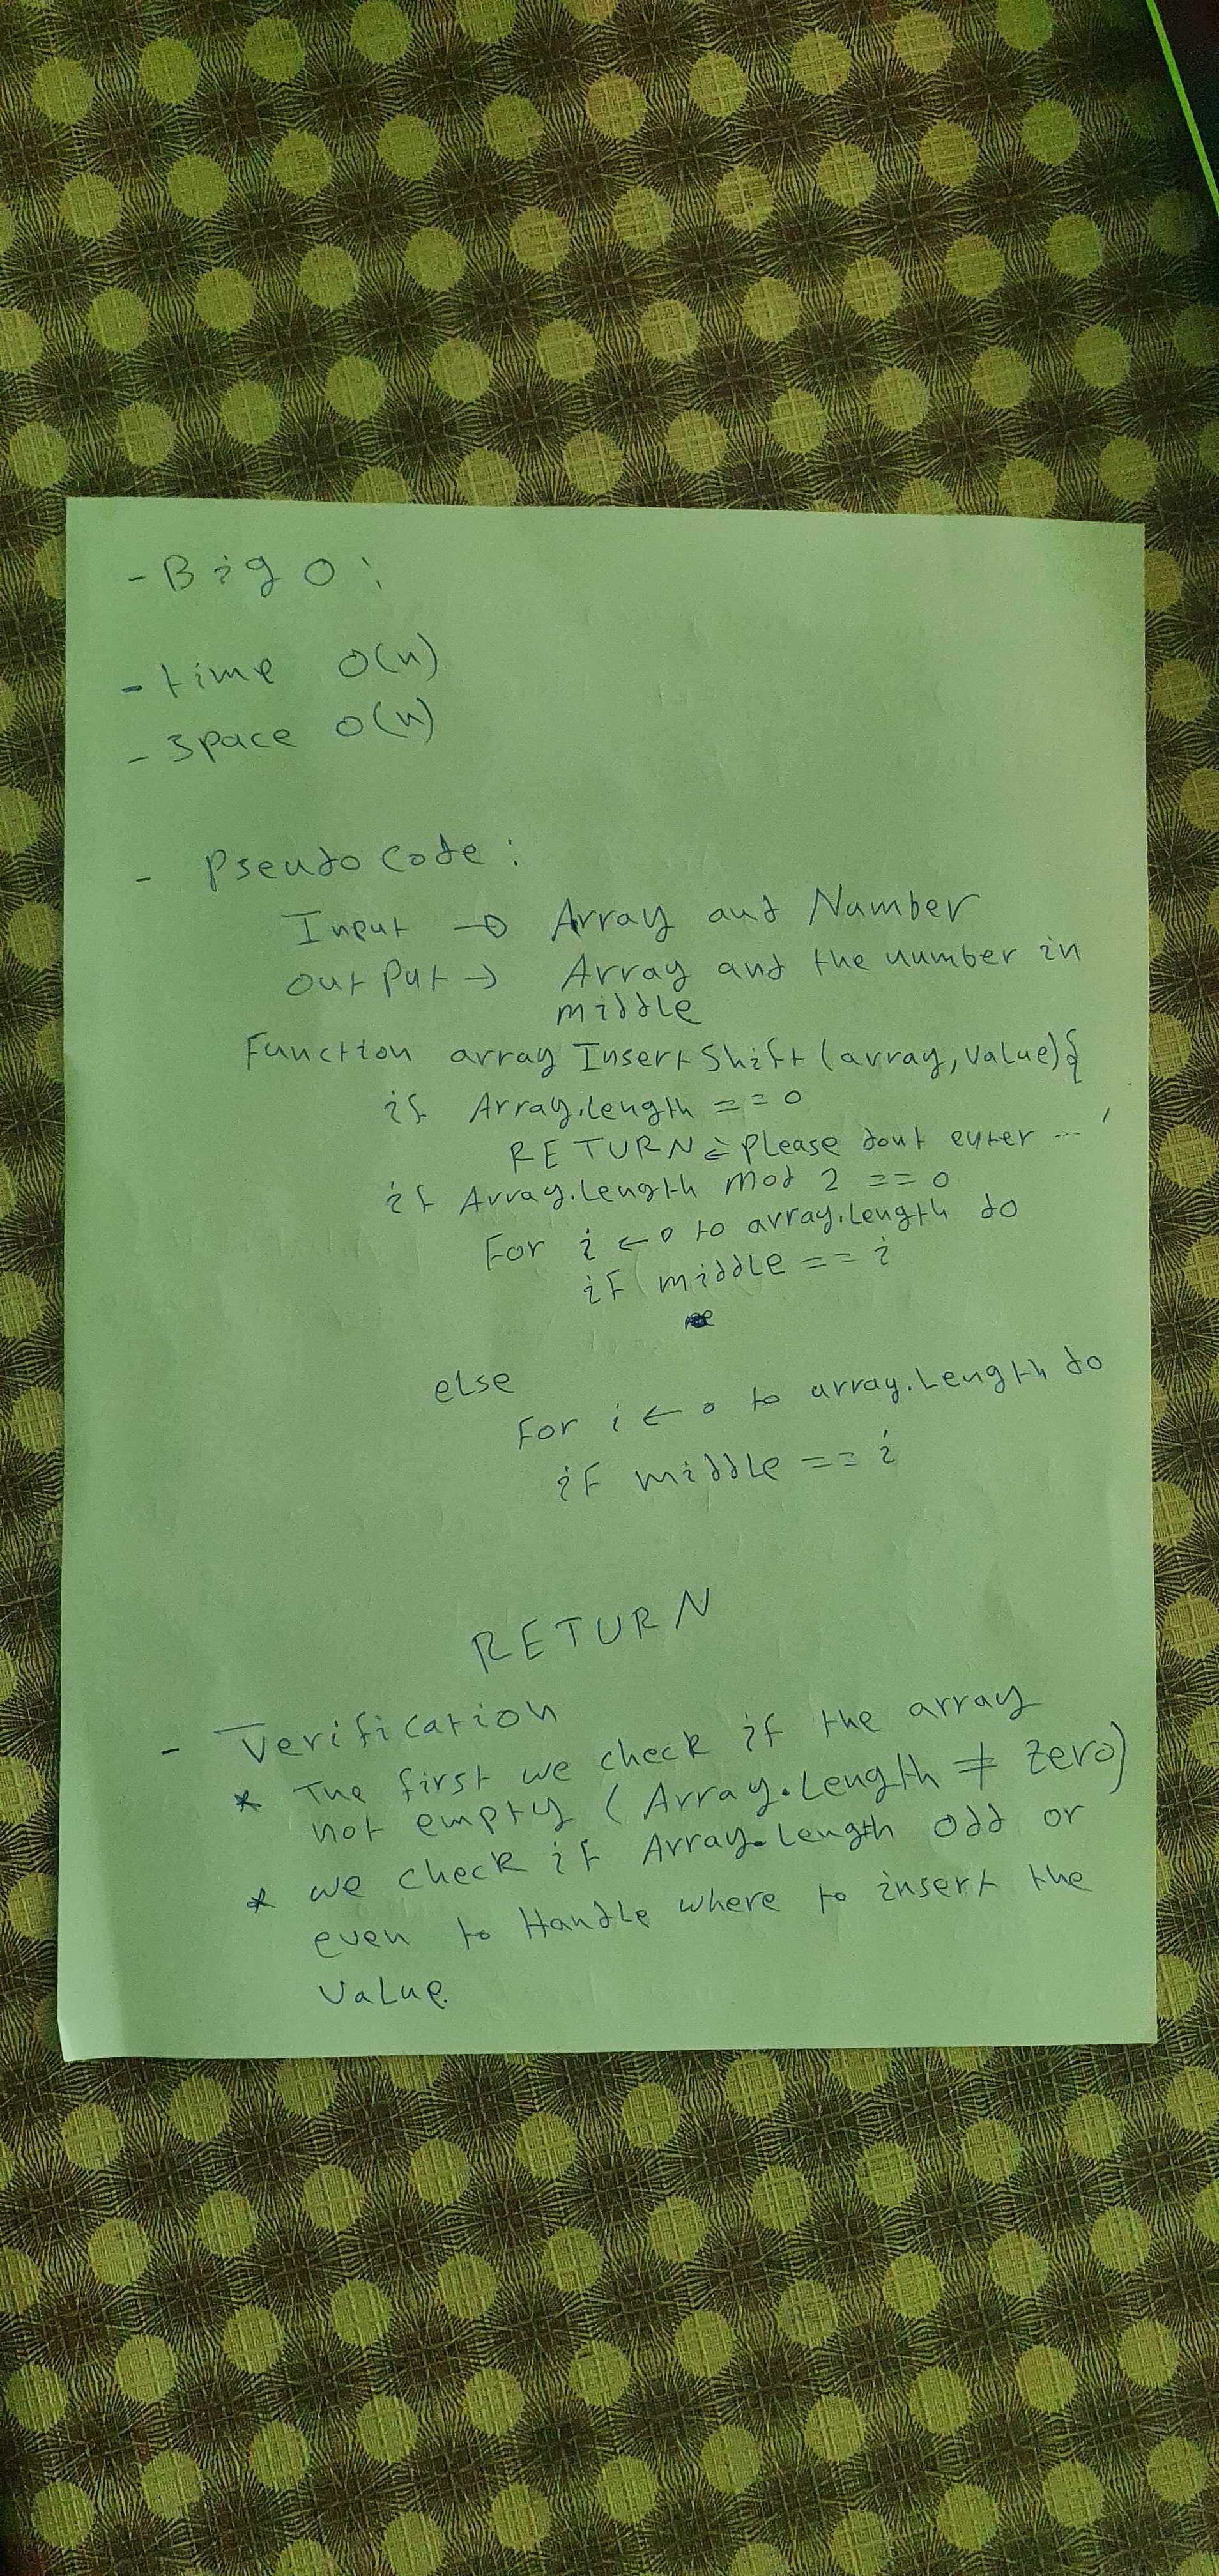 - Big O :
- time O(n)
- space O(n)
- Pseudo code :
Input → Array and Number
output → Array and the number in
middle
Function array InsertShift (array, value){
if Array.length == 0
RETURN ← Please dont enter ...
if Array.length mod 2 == 0
For i ← 0 to array.length do
if middle == i
else
For i ← 0 to array.Length do
if middle == i
RETURN
- Verification
* The first we check if the array
not empty (Array.Length ≠ zero)
* we check if Array.Length odd or
even to Handle where to insert the
value.